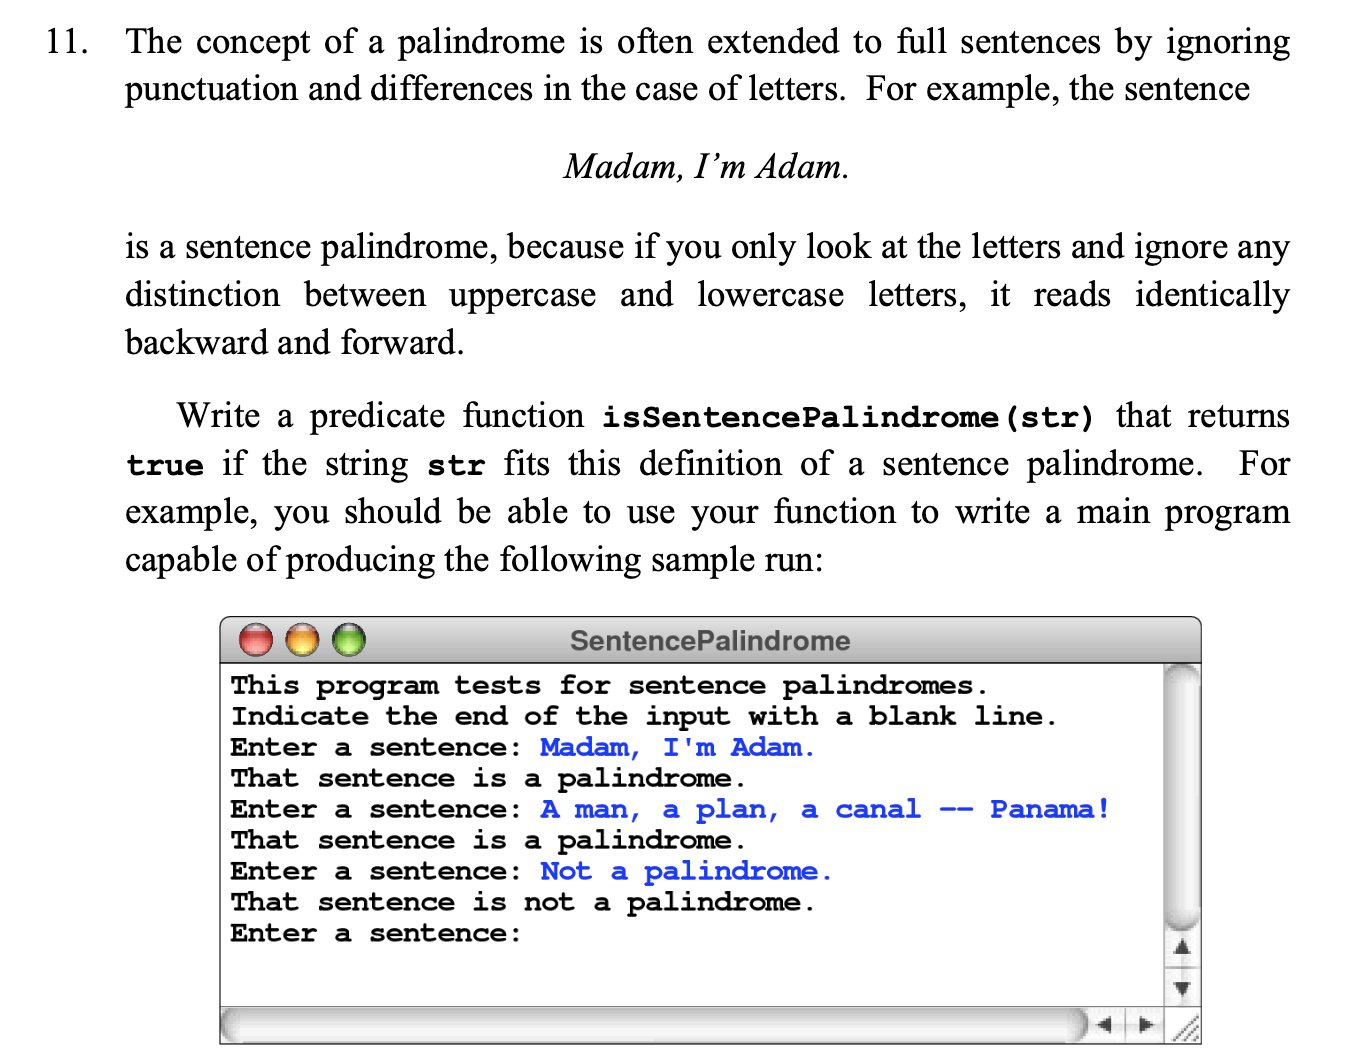 11. The concept of a palindrome is often extended to full sentences by ignoring
punctuation and differences in the case of letters. For example, the sentence
Madam, I’m Adam.
is a sentence palindrome, because if you only look at the letters and ignore any
distinction between uppercase and lowercase letters, it reads identically
backward and forward.
Write a predicate function isSentencePalindrome(str) that returns
true if the string str fits this definition of a sentence palindrome. For
example, you should be able to use your function to write a main program
capable of producing the following sample run:
SentencePalindrome
This program tests for sentence palindromes.
Indicate the end of the input with a blank line.
Enter a sentence: Madam, I'm Adam.
That sentence is a palindrome.
Enter a sentence: A man, a plan, a canal -- Panama!
That sentence is a palindrome.
Enter a sentence: Not a palindrome.
That sentence is not a palindrome.
Enter a sentence: